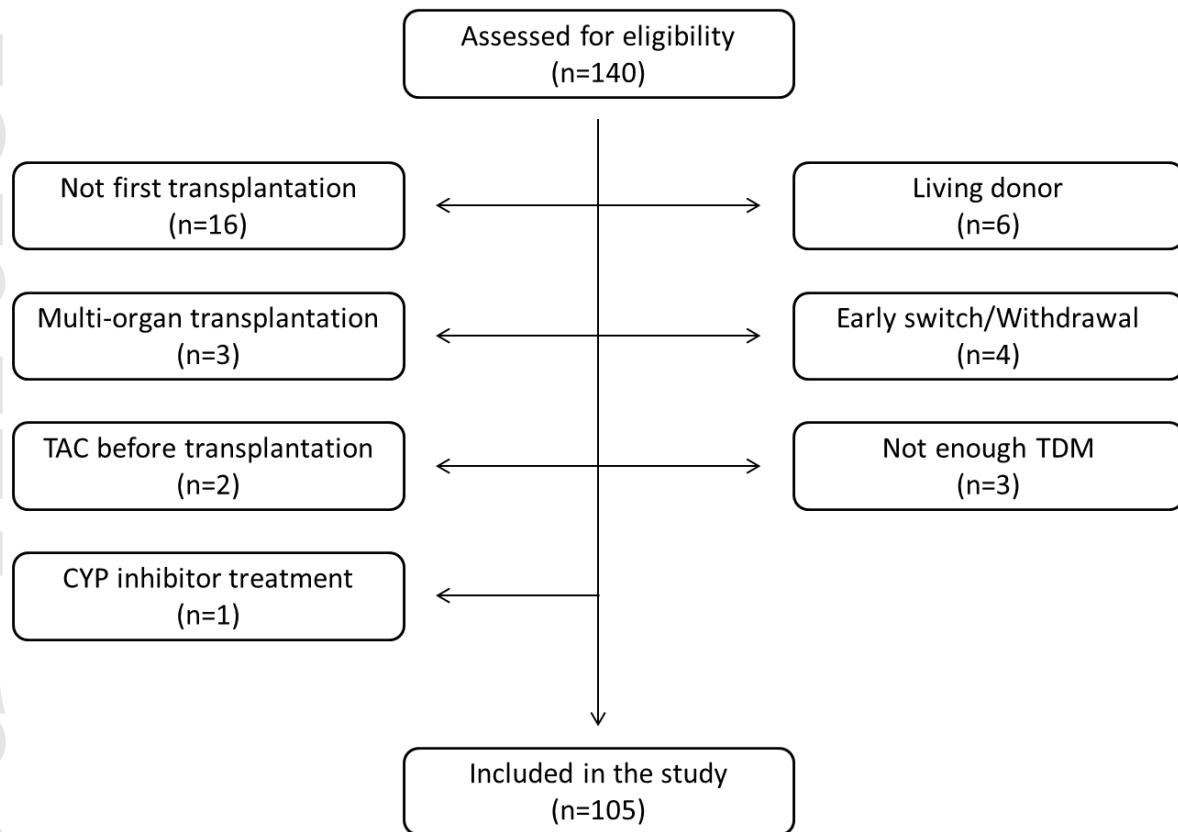 Assessed for eligibility
(n=140)
Not first transplantation
(n=16)
Living donor
(n=6)
Multi-organ transplantation
(n=3)
Early switch/Withdrawal
(n=4)
TAC before transplantation
(n=2)
Not enough TDM
(n=3)
CYP inhibitor treatment
(n=1)
Included in the study
(n=105)